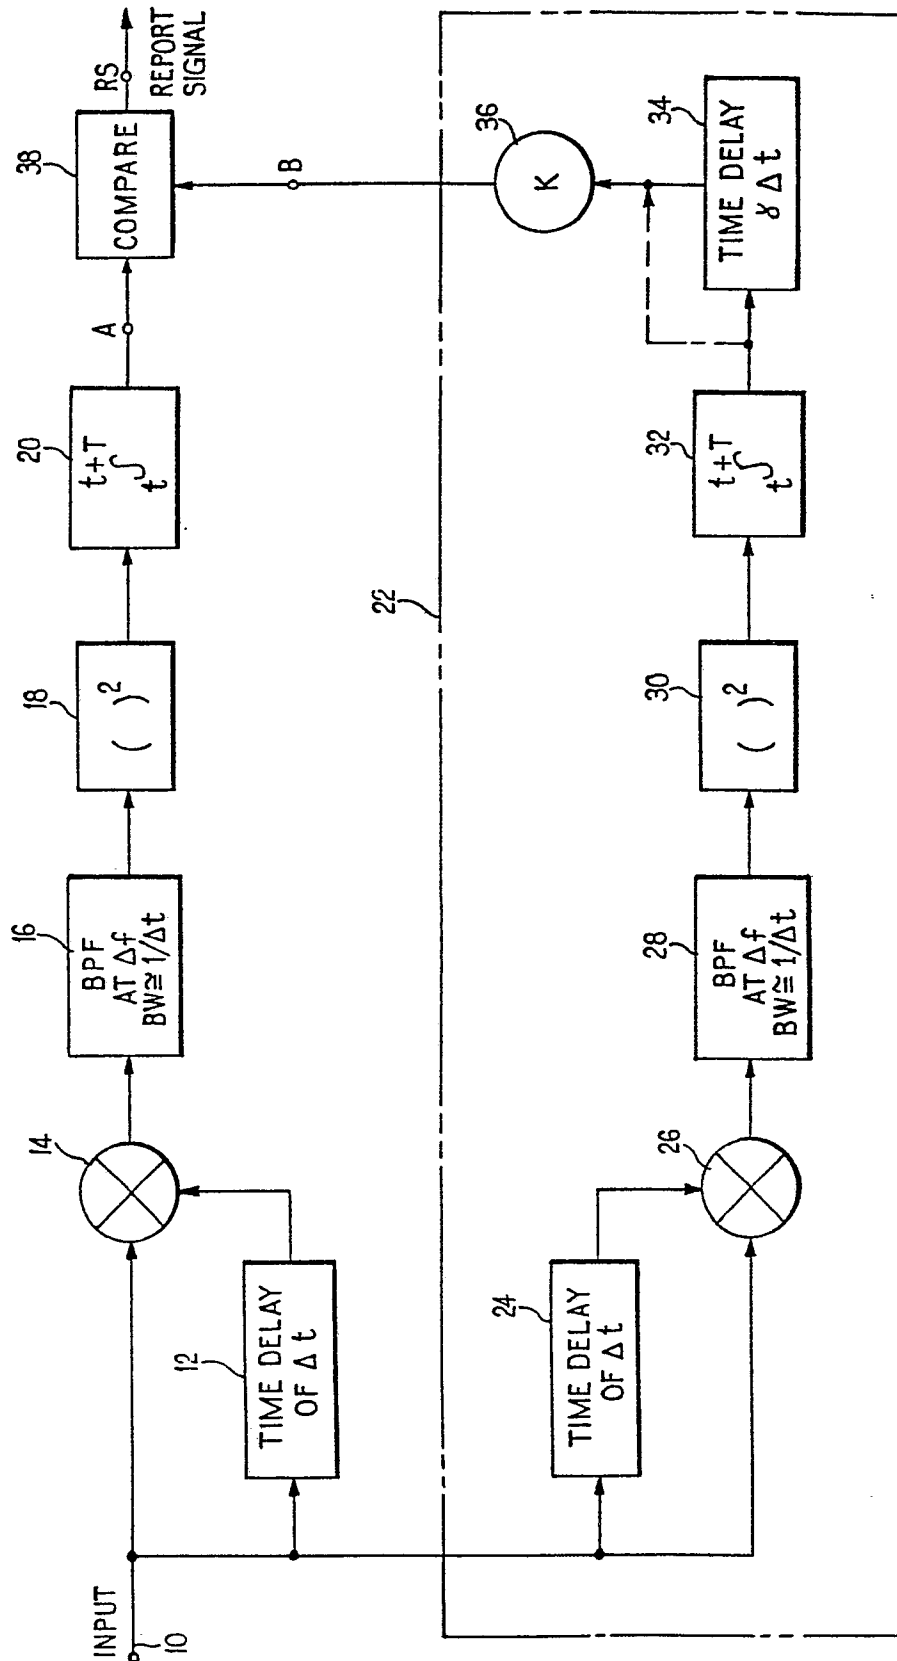 INPUT
10
TIME DELAY
OF Δt
12
14
BPF
AT Δf
BW≅1/Δt
16
( )²
18
t+T
∫
t
20
A
COMPARE
38
RS
REPORT
SIGNAL
B
22
TIME DELAY
OF Δt
24
26
BPF
AT Δf
BW≅1/Δt
28
( )²
30
t+T
∫
t
32
TIME DELAY
γ Δt
34
K
36